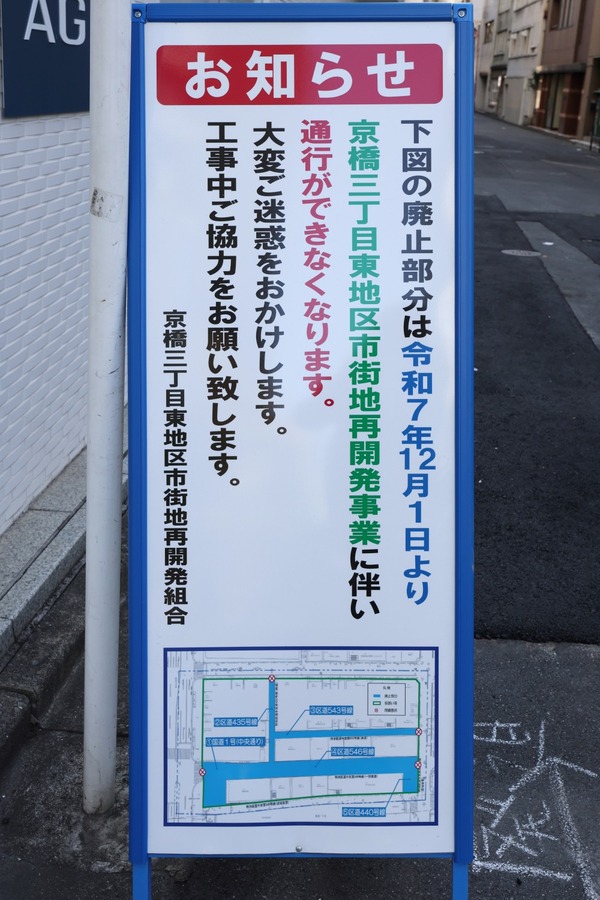 AG
お知らせ
下図の廃止部分は令和7年12月1日より
京橋三丁目東地区市街地再開発事業に伴い
通行ができなくなります。
大変ご迷惑をおかけします。
工事中ご協力をお願い致します。
京橋三丁目東地区市街地再開発組合
凡例
②区道435号線
③区道543号線
①国道1号(中央通り)
④区道546号線
⑤区道440号線